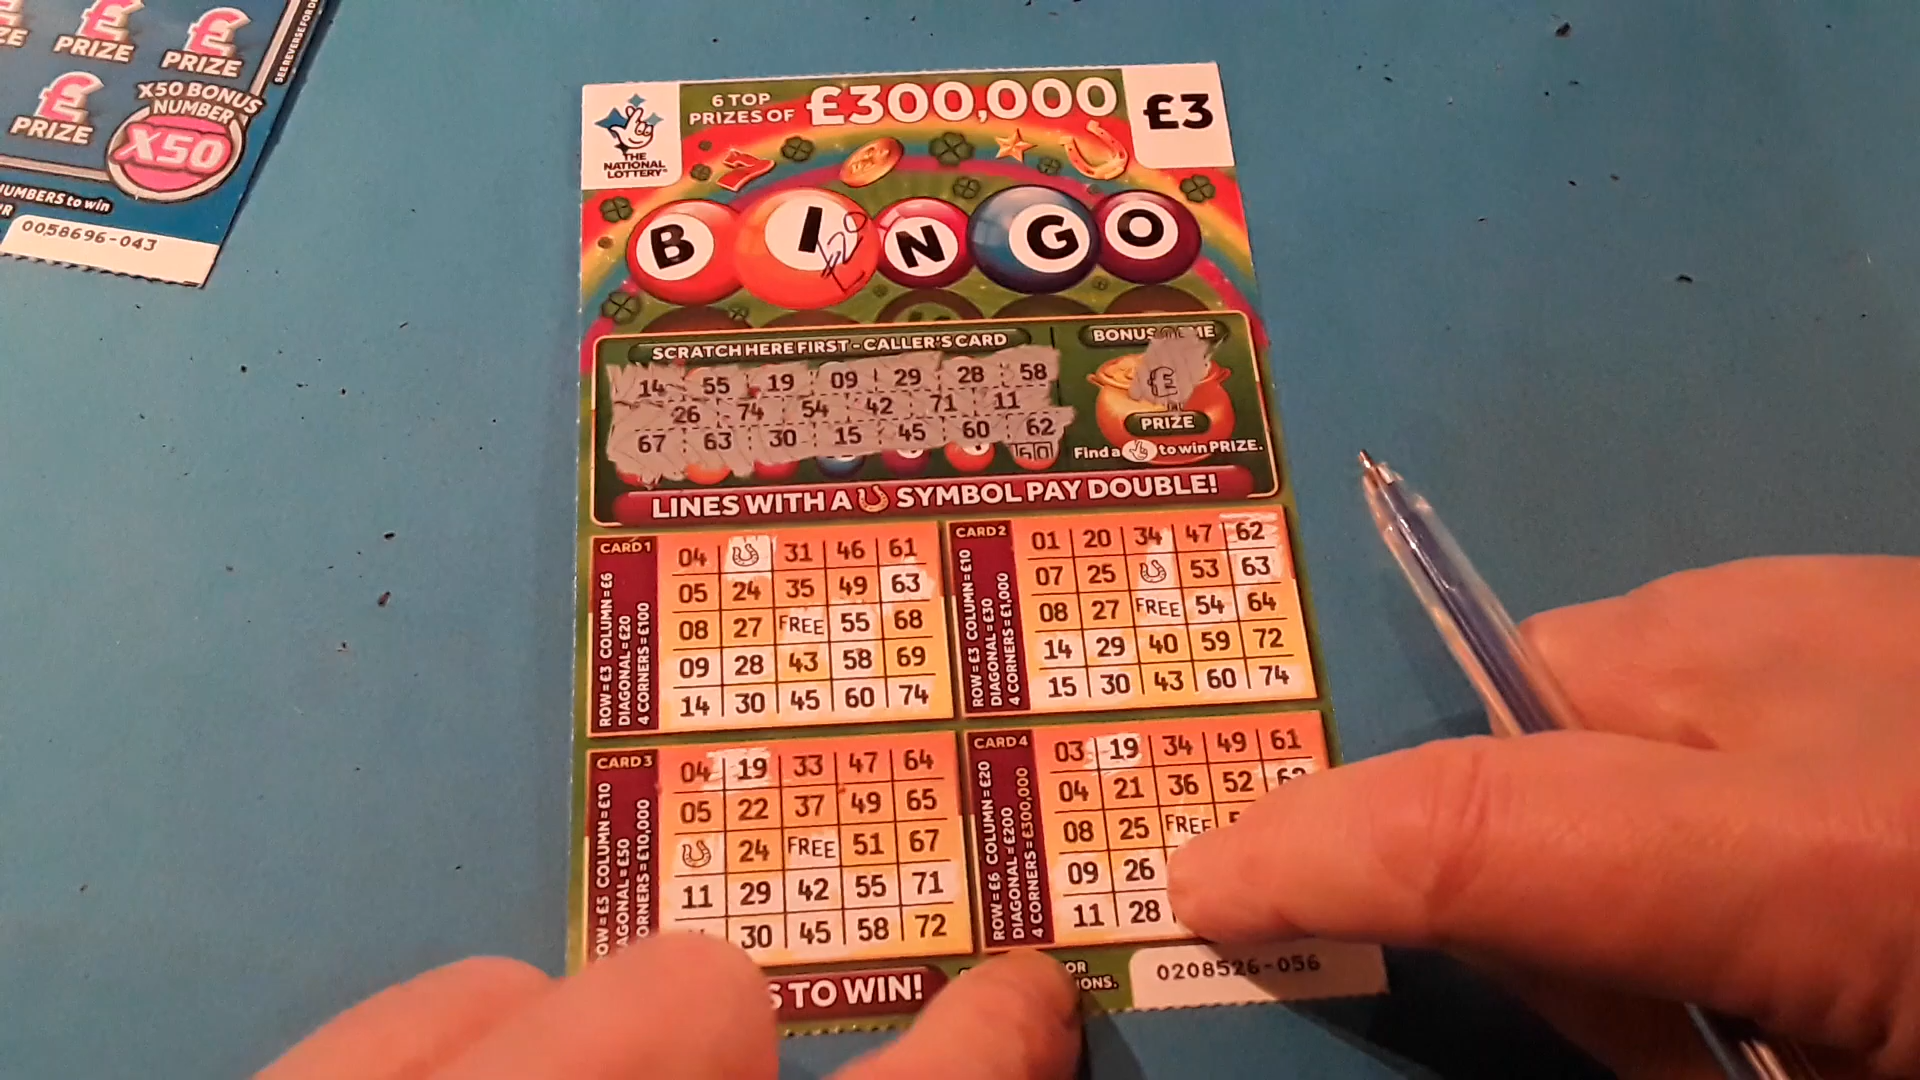 ZE PRIZE PRIZE
PRIZE
X50 BONUS
NUMBER
X50
NUMBERS to win
0058696-043
THE
NATIONAL
LOTTERY
6 TOP
PRIZES OF
£300,000
£3
BINGO
£20
SCRATCH HERE FIRST - CALLER'S CARD
14 55 19 09 29 28 58
26 74 54 42 71 11
67 63 30 15 45 60 62
BONUS
£
PRIZE
Find a to win PRIZE.
LINES WITH A SYMBOL PAY DOUBLE!
CARD 1
ROW = £3 COLUMN = £6
DIAGONAL = £20
4 CORNERS = £100
04 31 46 61
05 24 35 49 63
08 27 FREE 55 68
09 28 43 58 69
14 30 45 60 74
CARD 2
ROW = £3 COLUMN = £10
DIAGONAL = £30
4 CORNERS = £1,000
01 20 34 47 62
07 25 53 63
08 27 FREE 54 64
14 29 40 59 72
15 30 43 60 74
CARD 3
OW = £5 COLUMN = £10
AGONAL = £50
ORNERS = £10,000
04 19 33 47 64
05 22 37 49 65
24 FREE 51 67
11 29 42 55 71
30 45 58 72
CARD 4
ROW = £6 COLUMN = £20
DIAGONAL = £200
4 CORNERS = £300,000
03 19 34 49 61
04 21 36 52
08 25 FREE
09 26
11 28
S TO WIN!
OR
IONS.
0208526-056